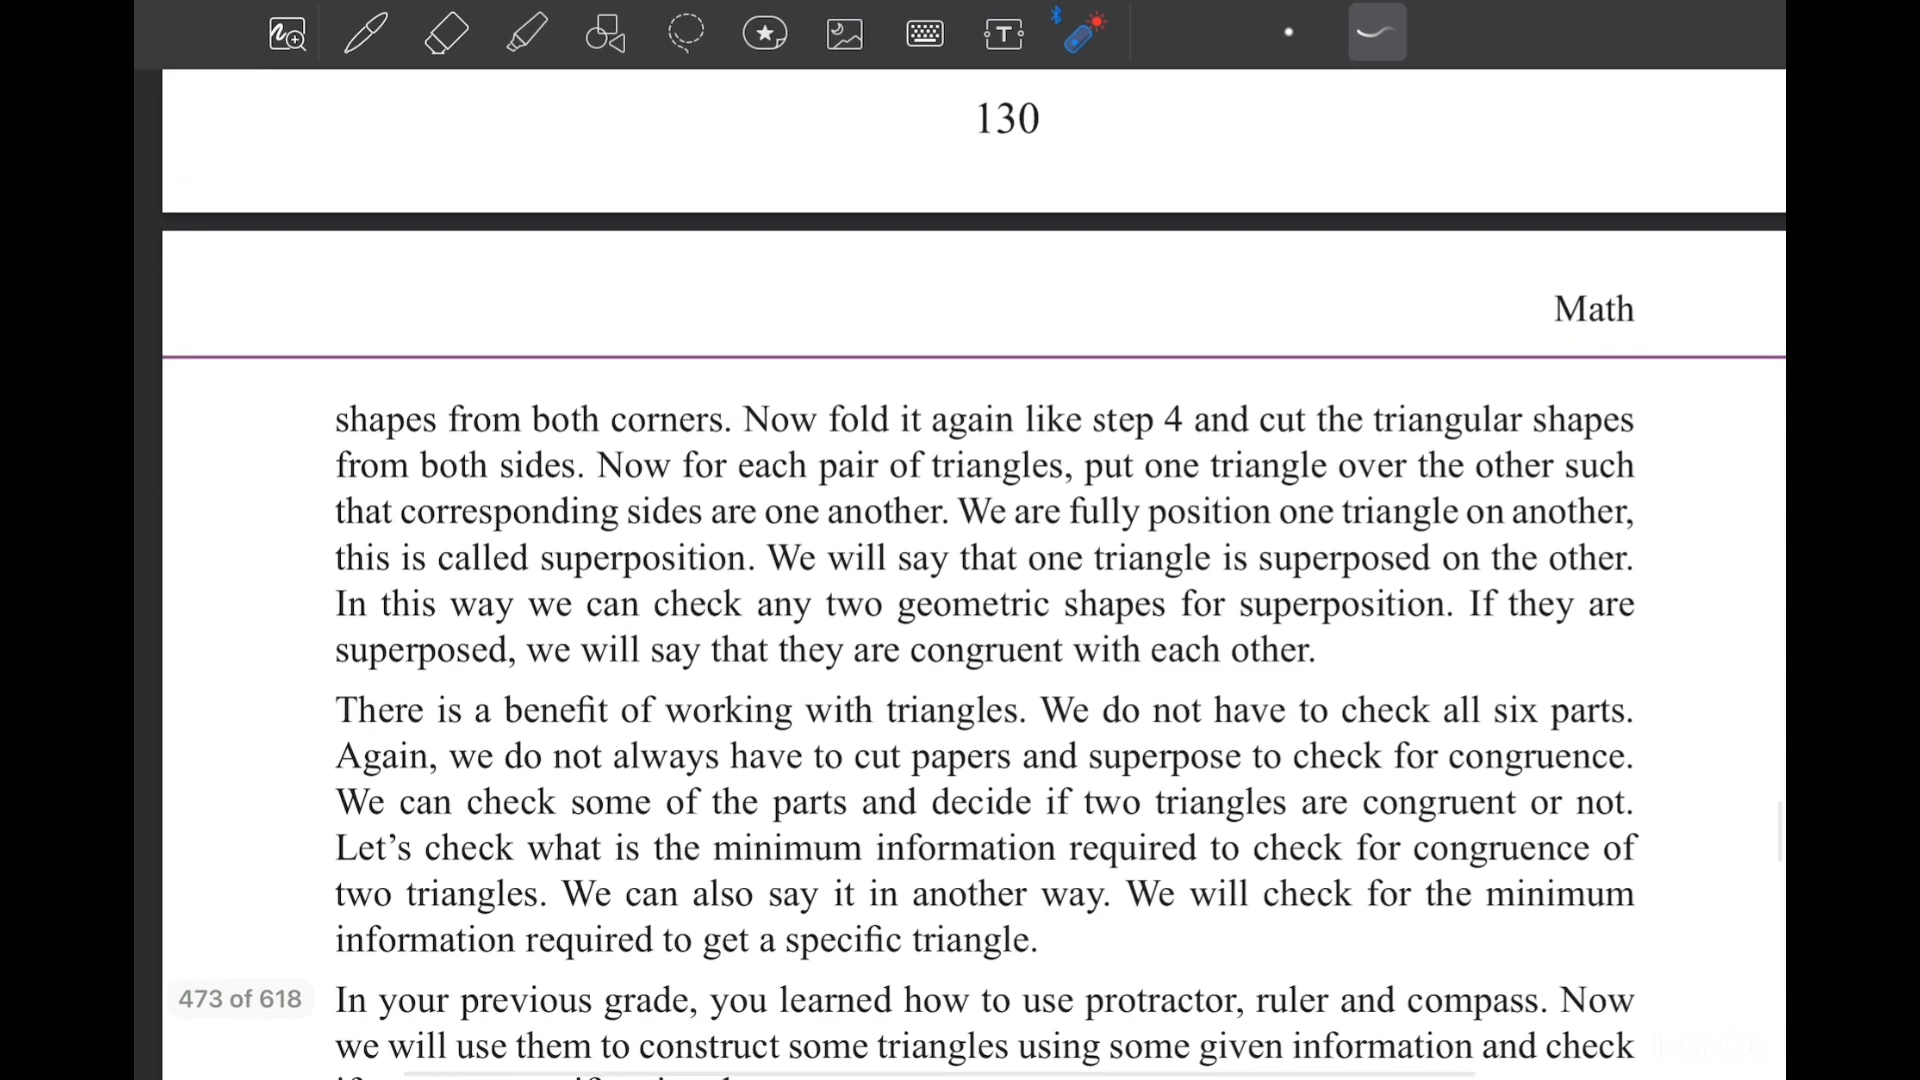 T
130
Math
shapes from both corners. Now fold it again like step 4 and cut the triangular shapes
from both sides. Now for each pair of triangles, put one triangle over the other such
that corresponding sides are one another. We are fully position one triangle on another,
this is called superposition. We will say that one triangle is superposed on the other.
In this way we can check any two geometric shapes for superposition. If they are
superposed, we will say that they are congruent with each other.
There is a benefit of working with triangles. We do not have to check all six parts.
Again, we do not always have to cut papers and superpose to check for congruence.
We can check some of the parts and decide if two triangles are congruent or not.
Let’s check what is the minimum information required to check for congruence of
two triangles. We can also say it in another way. We will check for the minimum
information required to get a specific triangle.
473 of 618
In your previous grade, you learned how to use protractor, ruler and compass. Now
we will use them to construct some triangles using some given information and check